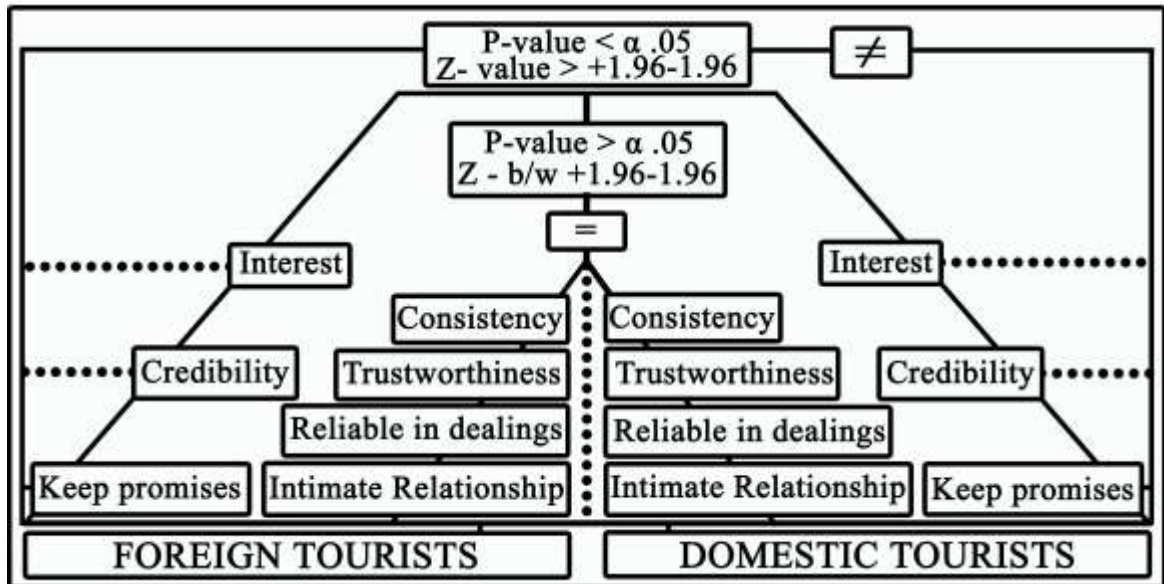 P-value < α .05
Z- value > +1.96-1.96
≠
P-value > α .05
Z - b/w +1.96-1.96
=
Interest
Interest
Consistency
Consistency
Credibility
Trustworthiness
Trustworthiness
Credibility
Reliable in dealings
Reliable in dealings
Keep promises
Intimate Relationship
Intimate Relationship
Keep promises
FOREIGN TOURISTS
DOMESTIC TOURISTS